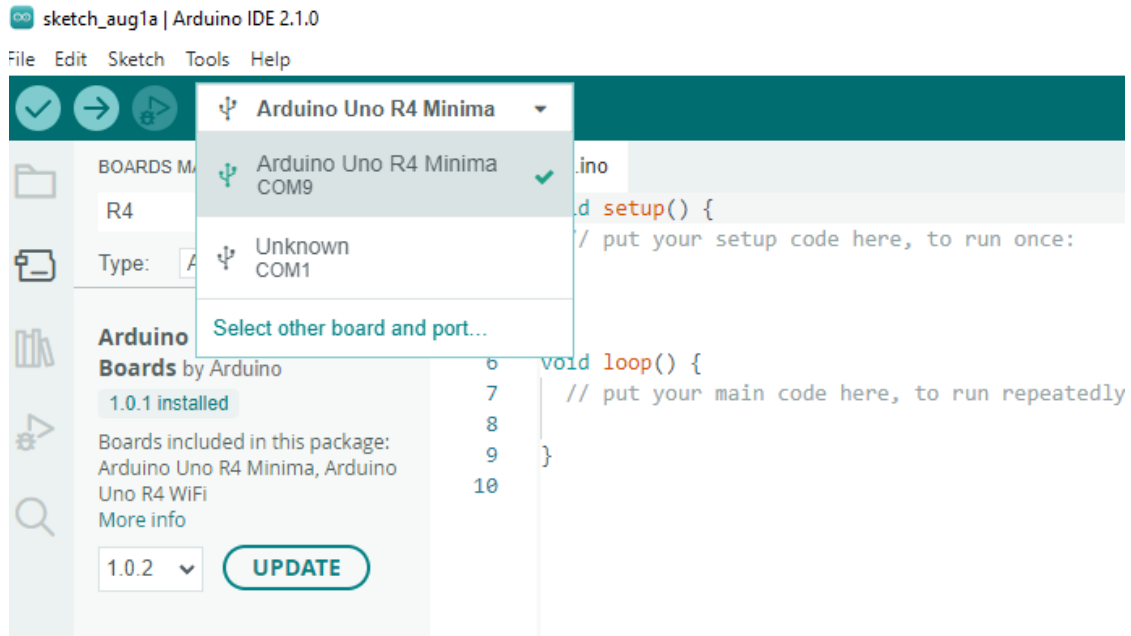 sketch_aug1a | Arduino IDE 2.1.0
File Edit Sketch Tools Help
Arduino Uno R4 Minima
Arduino Uno R4 Minima
COM9
Unknown
COM1
Select other board and port...
BOARDS MA
R4
Type: A
Arduino
Boards by Arduino
1.0.1 installed
Boards included in this package:
Arduino Uno R4 Minima, Arduino
Uno R4 WiFi
More info
1.0.2 UPDATE
.ino
d setup() {
/ put your setup code here, to run once:
6 void loop() {
7 // put your main code here, to run repeatedly
8
9 }
10